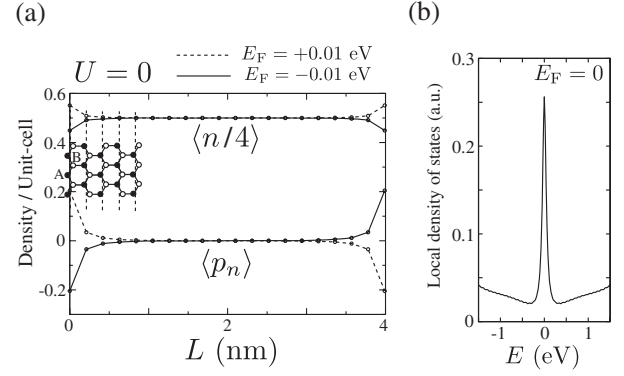 (a)
U = 0
E_F = +0.01 eV
E_F = −0.01 eV
0.6
0.4
0.2
0
-0.2
Density / Unit-cell
⟨n/4⟩
B
A
⟨p_n⟩
0
2
4
L (nm)
(b)
0.3
0.2
0.1
0
Local density of states (a.u.)
E_F = 0
-1
0
1
E (eV)